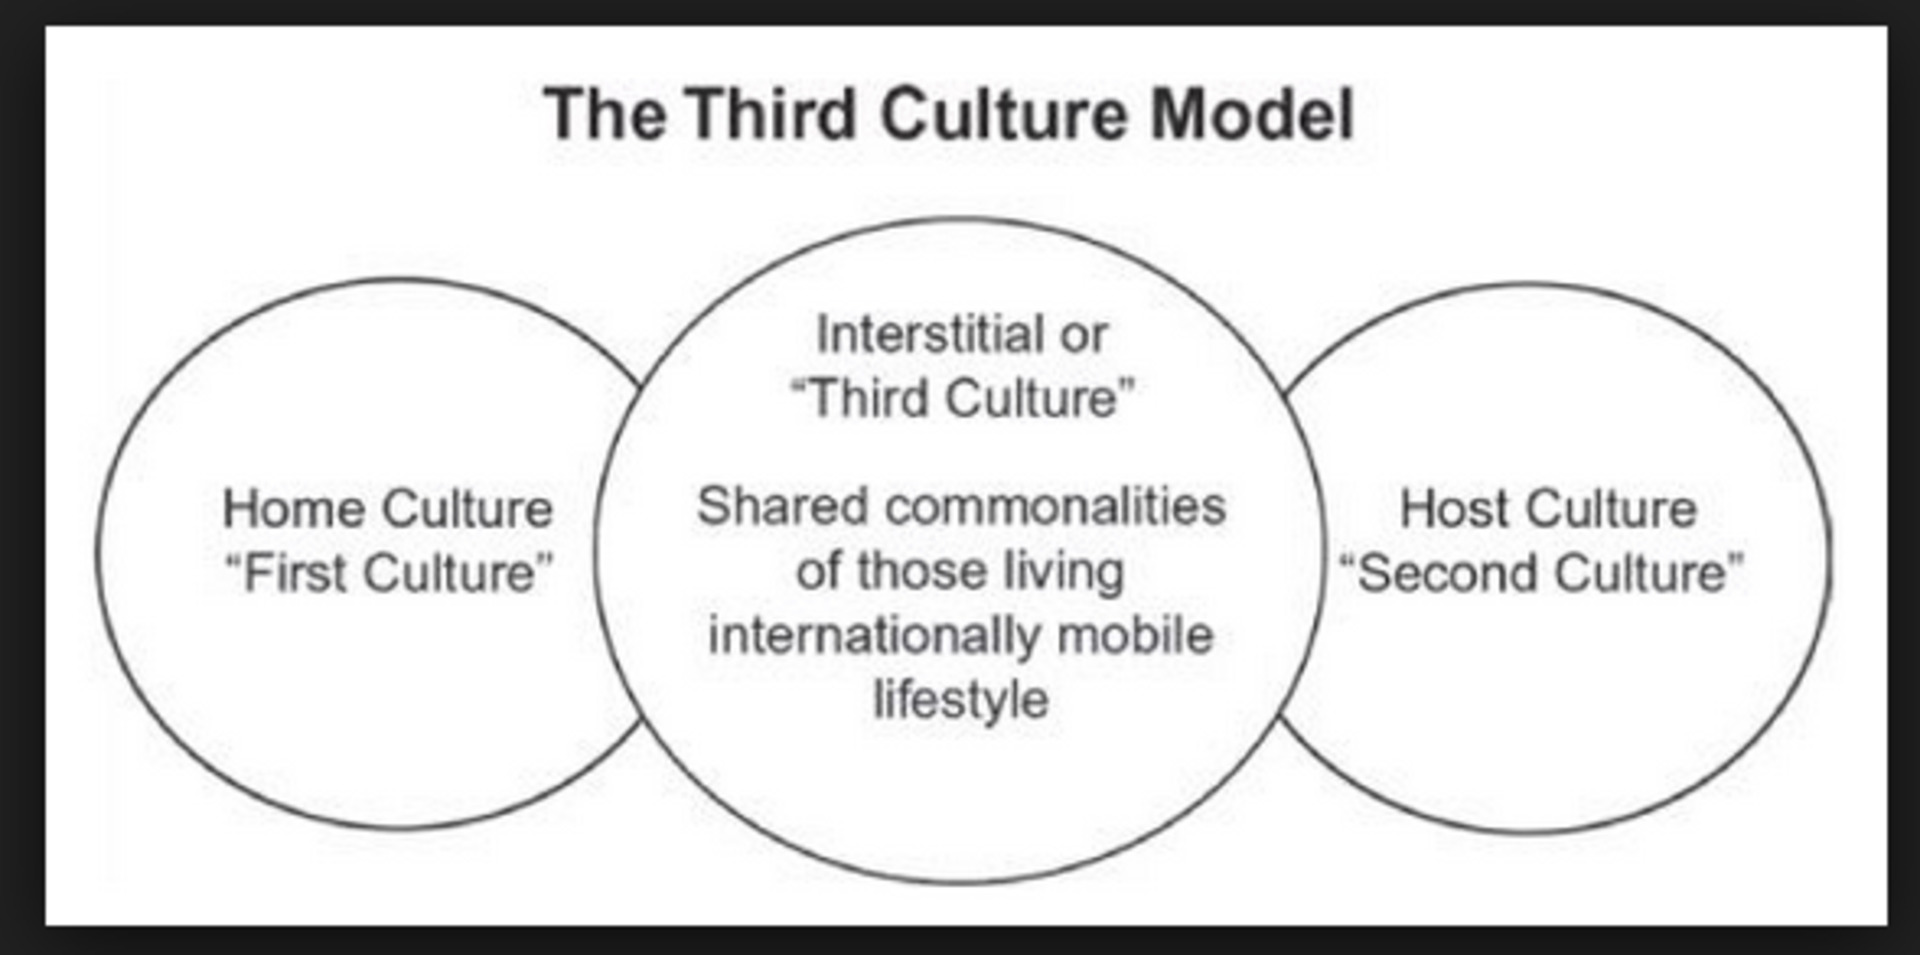 The Third Culture Model
Home Culture
“First Culture”
Interstitial or
“Third Culture”
Shared commonalities
of those living
internationally mobile
lifestyle
Host Culture
“Second Culture”